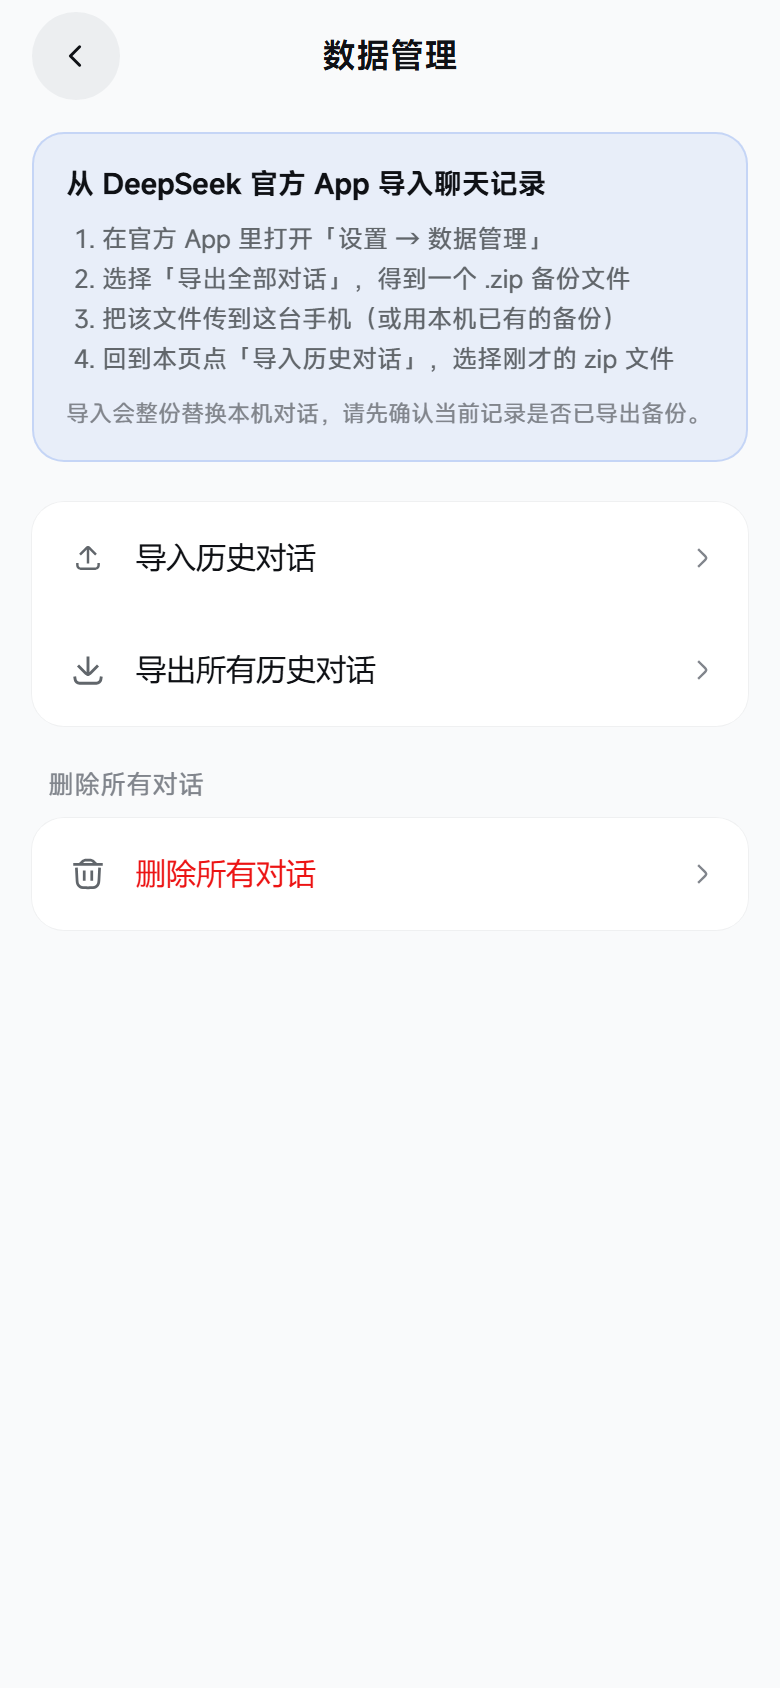 数据管理
从 DeepSeek 官方 App 导入聊天记录
1. 在官方 App 里打开「设置 → 数据管理」
2. 选择「导出全部对话」，得到一个 .zip 备份文件
3. 把该文件传到这台手机（或用本机已有的备份）
4. 回到本页点「导入历史对话」，选择刚才的 zip 文件
导入会整份替换本机对话，请先确认当前记录是否已导出备份。
导入历史对话
导出所有历史对话
删除所有对话
删除所有对话